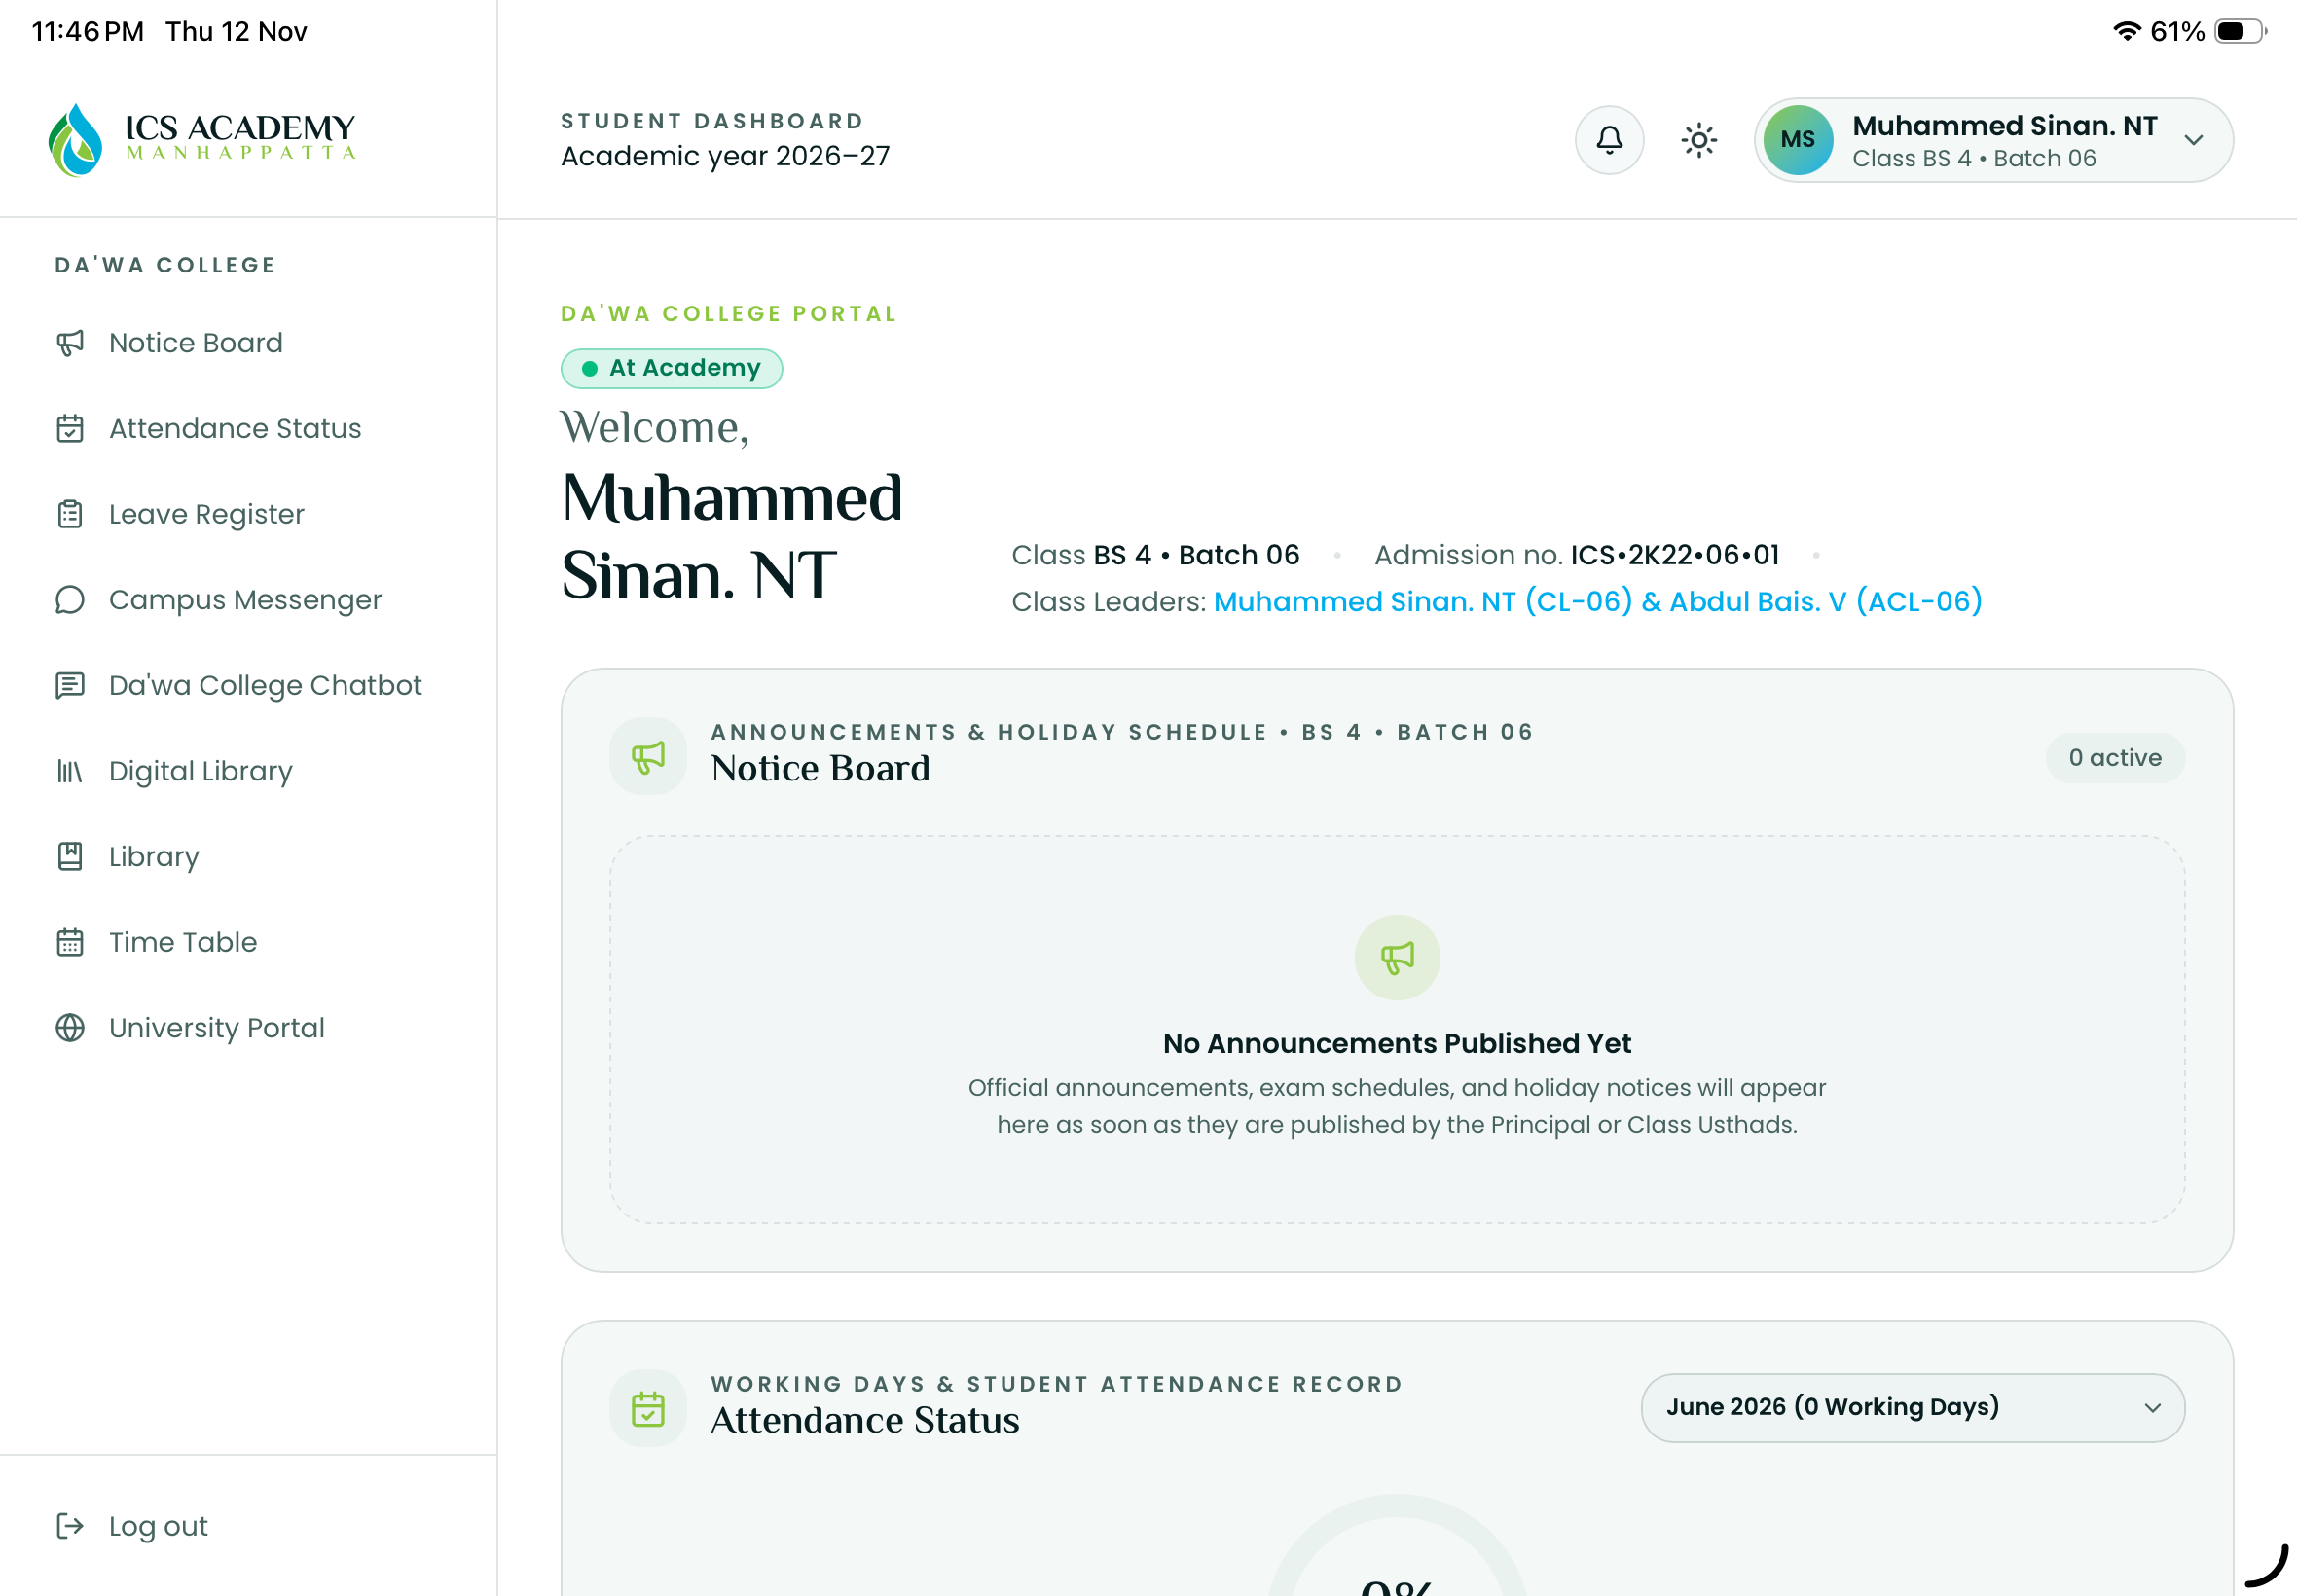 11:46 PM Thu 12 Nov
61%
ICS ACADEMY
MANHAPPATTA
DA'WA COLLEGE
Notice Board
Attendance Status
Leave Register
Campus Messenger
Da'wa College Chatbot
Digital Library
Library
Time Table
University Portal
Log out
STUDENT DASHBOARD
Academic year 2026–27
MS
Muhammed Sinan. NT
Class BS 4 • Batch 06
DA'WA COLLEGE PORTAL
At Academy
Welcome,
Muhammed
Sinan. NT
Class BS 4 • Batch 06 • Admission no. ICS•2K22•06•01 •
Class Leaders: Muhammed Sinan. NT (CL-06) & Abdul Bais. V (ACL-06)
ANNOUNCEMENTS & HOLIDAY SCHEDULE • BS 4 • BATCH 06
Notice Board
0 active
No Announcements Published Yet
Official announcements, exam schedules, and holiday notices will appear
here as soon as they are published by the Principal or Class Usthads.
WORKING DAYS & STUDENT ATTENDANCE RECORD
Attendance Status
June 2026 (0 Working Days)
0%